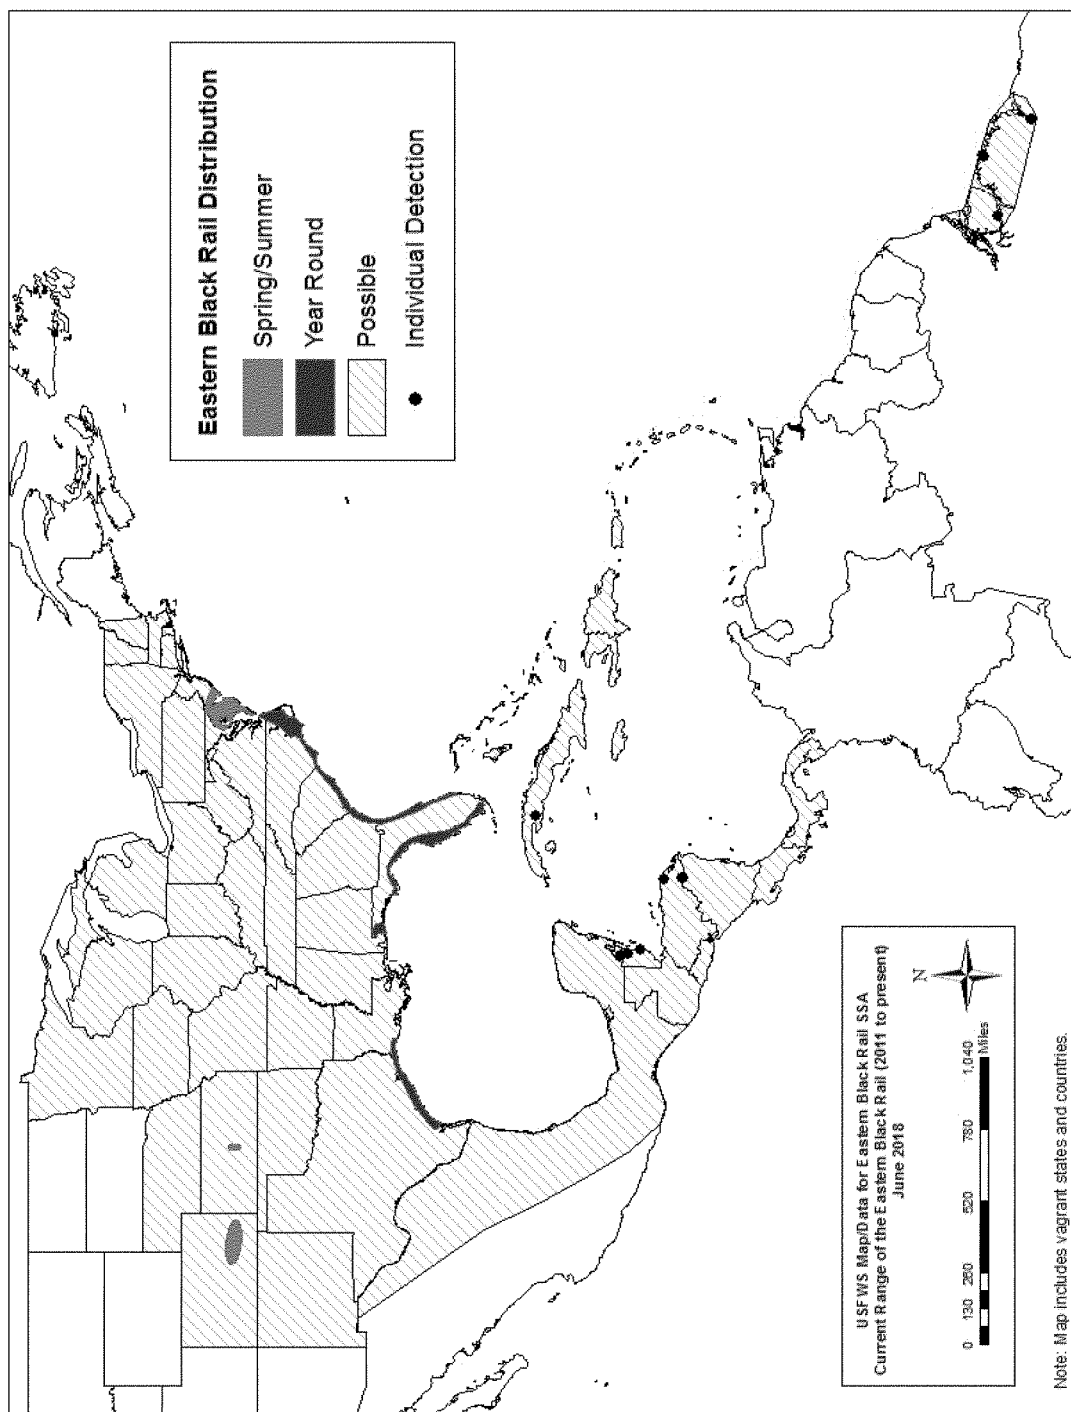 Eastern Black Rail Distribution
Spring/Summer
Year Round
Possible
Individual Detection
USFWS Map/Data for Eastern Black Rail SSA
Current Range of the Eastern Black Rail (2011 to present)
June 2018
N
0 130 260 520 780 1,040
Miles
Note: Map includes vagrant states and countries.